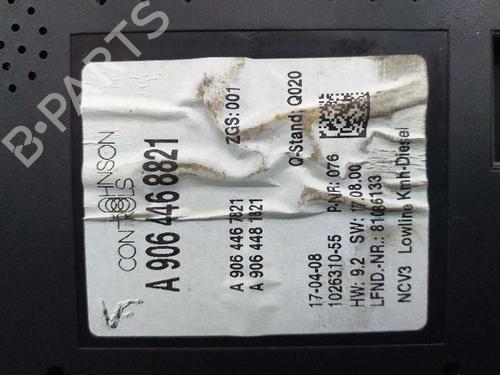 JOHNSON
CONTROLS
A 906 446 8821
A 906 446 7821 ZGS: 001
A 906 448 1821
Q-Stand: Q020
17-04-08
1026310-55 P-NR: 076
HW: 9.2 SW: 17.08.00
LFND.-NR.: 81066133
NCV3 Lowline Kmh-Diesel
B-PARTS